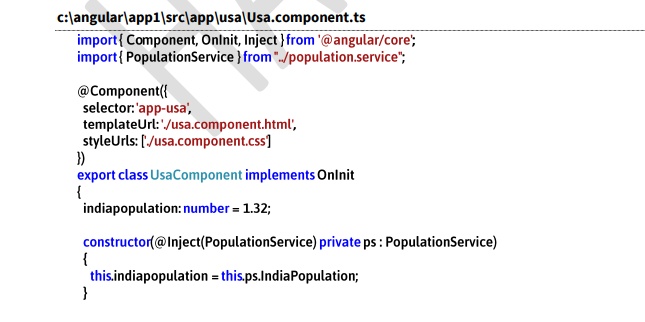 c:\angular\app1\src\app\usa\Usa.component.ts
import { Component, OnInit, Inject } from '@angular/core';
import { PopulationService } from "../population.service";
@Component({
selector: 'app-usa',
templateUrl: './usa.component.html',
styleUrls: ['./usa.component.css']
})
export class UsaComponent implements OnInit
{
indiapopulation: number = 1.32;
constructor(@Inject(PopulationService) private ps : PopulationService)
{
this.indiapopulation = this.ps.IndiaPopulation;
}